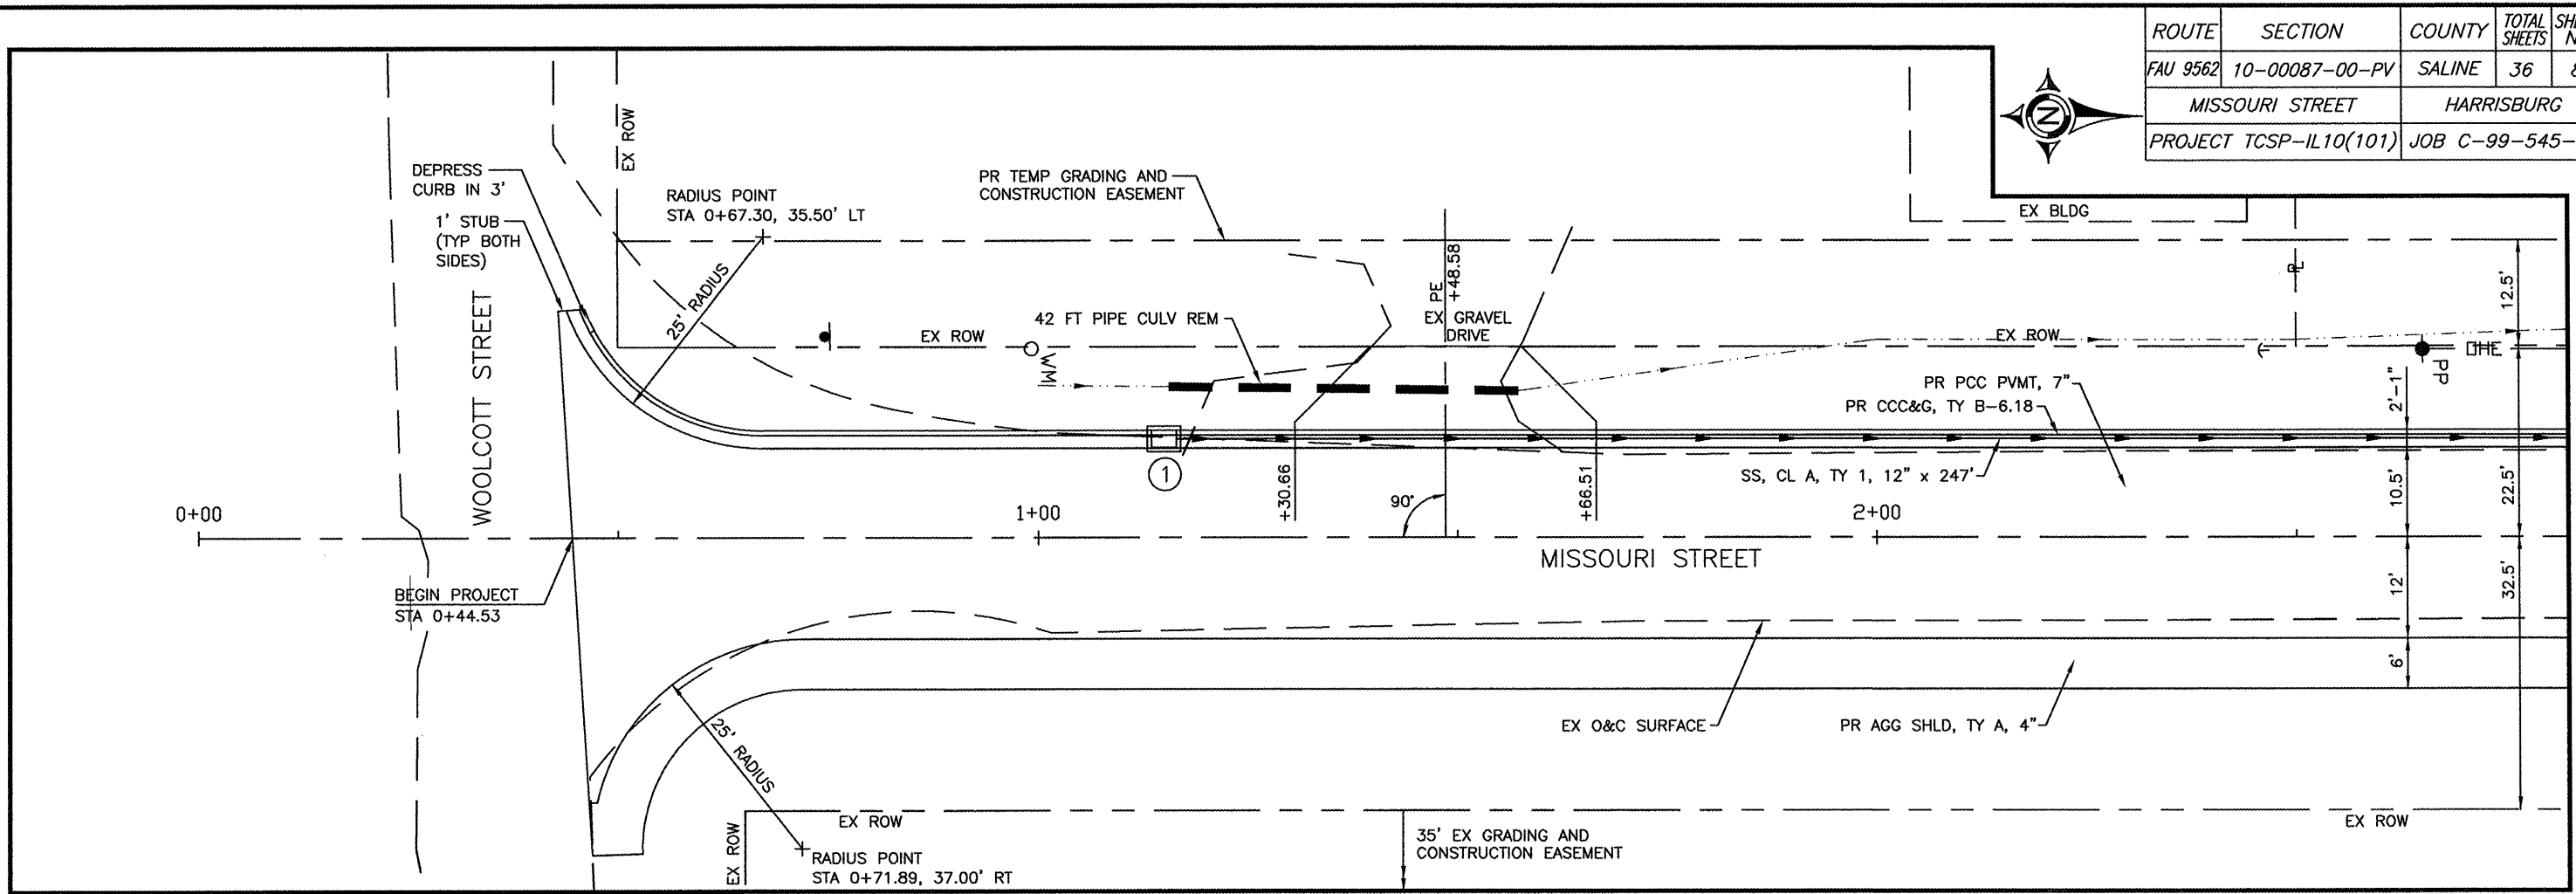 ROUTE SECTION COUNTY TOTAL SHEETS
FAU 9562 10-00087-00-PV SALINE 36
MISSOURI STREET HARRISBURG
PROJECT TCSP-IL10(101) JOB C-99-545-
N
EX ROW
DEPRESS
CURB IN 3'
1' STUB
(TYP BOTH
SIDES)
RADIUS POINT
STA 0+67.30, 35.50' LT
25' RADIUS
PR TEMP GRADING AND
CONSTRUCTION EASEMENT
EX BLDG
PL
12.5'
WOOLCOTT STREET
EX ROW
WM
42 FT PIPE CULV REM
PE
+48.58
EX GRAVEL
DRIVE
EX ROW
OHE
PP
PR PCC PVMT, 7"
PR CCC&G, TY B-6.18
2'-1"
1
SS, CL A, TY 1, 12" x 247'
+30.66
90°
+66.51
10.5'
22.5'
0+00
1+00
2+00
MISSOURI STREET
BEGIN PROJECT
STA 0+44.53
12'
32.5'
6'
25' RADIUS
EX O&C SURFACE
PR AGG SHLD, TY A, 4"
EX ROW
EX ROW
RADIUS POINT
STA 0+71.89, 37.00' RT
35' EX GRADING AND
CONSTRUCTION EASEMENT
EX ROW